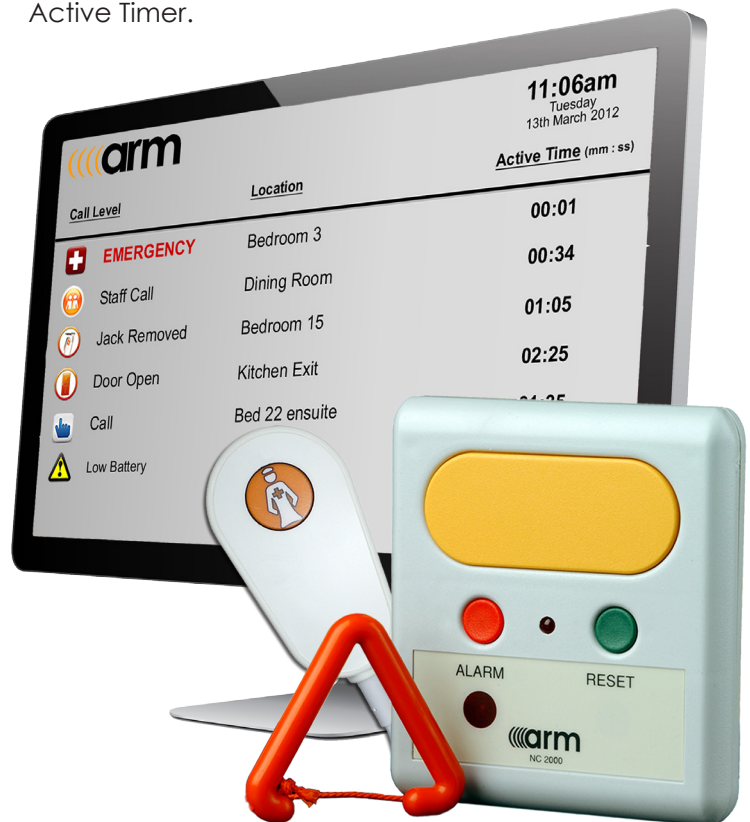 Active Timer.
11:06am
Tuesday
13th March 2012
arm
Call Level
Location
Active Time (mm : ss)
EMERGENCY
Bedroom 3
00:01
Staff Call
Dining Room
00:34
Jack Removed
Bedroom 15
01:05
Door Open
Kitchen Exit
02:25
Call
Bed 22 ensuite
Low Battery
ALARM
RESET
arm
NC 2000